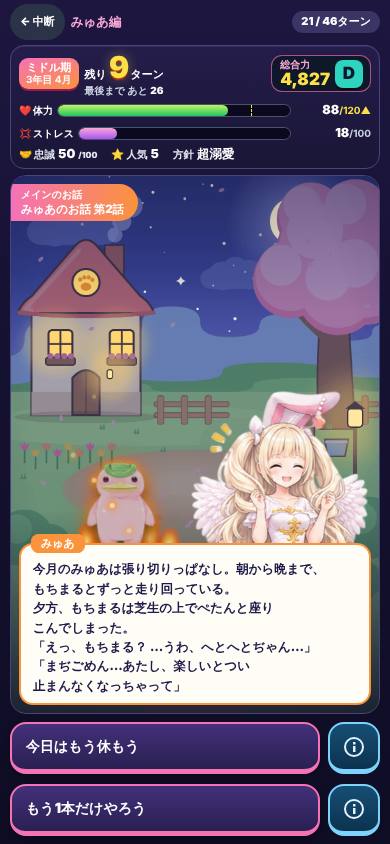 ←中断
みゅあ編
21 / 46ターン
ミドル期
3年目 4月
残り9ターン
最後まで あと 26
総合力
4,827
D
体力
88/120▲
ストレス
18/100
忠誠 50 /100
人気 5
方針 超溺愛
メインのお話
みゅあのお話 第2話
みゅあ
今月のみゅあは張り切りっぱなし。朝から晩まで、
もちまるとずっと走り回っている。
夕方、もちまるは芝生の上でぺたんと座り
こんでしまった。
「えっ、もちまる? …うわ、へとへとぢゃん…」
「まぢごめん…あたし、楽しいとつい
止まんなくなっちゃって」
今日はもう休もう
もう1本だけやろう